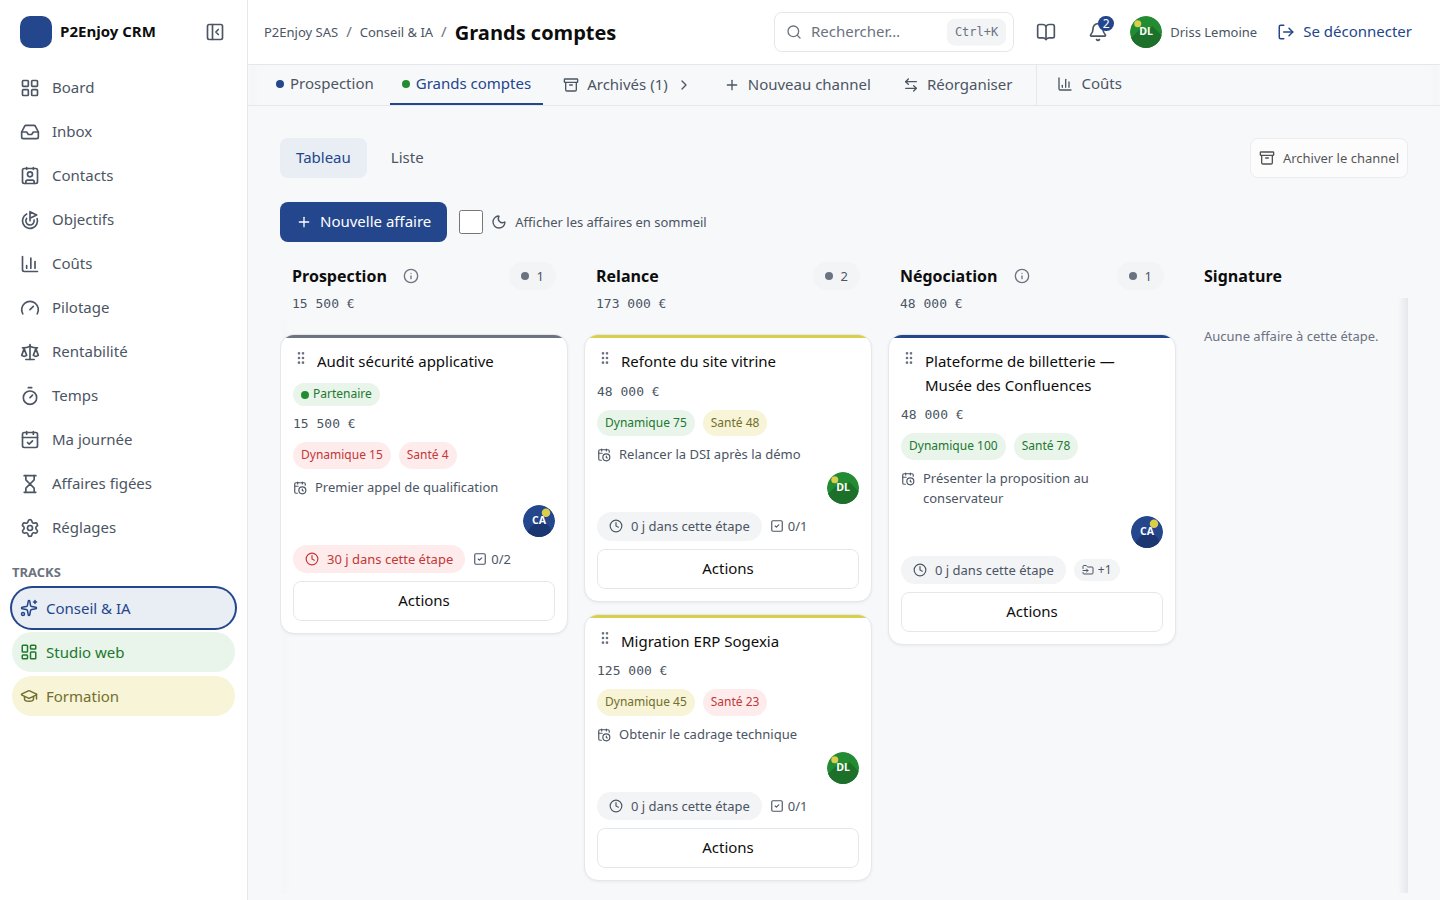 P2Enjoy CRM
Board
Inbox
Contacts
Objectifs
Coûts
Pilotage
Rentabilité
Temps
Ma journée
Affaires figées
Réglages
TRACKS
Conseil & IA
Studio web
Formation
P2Enjoy SAS / Conseil & IA / Grands comptes
Rechercher... Ctrl+K
2
DL Driss Lemoine
Se déconnecter
Prospection
Grands comptes
Archivés (1)
Nouveau channel
Réorganiser
Coûts
Tableau
Liste
Archiver le channel
Nouvelle affaire
Afficher les affaires en sommeil
Prospection 1
15 500 €
Audit sécurité applicative
Partenaire
15 500 €
Dynamique 15 Santé 4
Premier appel de qualification
CA
30 j dans cette étape 0/2
Actions
Relance 2
173 000 €
Refonte du site vitrine
48 000 €
Dynamique 75 Santé 48
Relancer la DSI après la démo
DL
0 j dans cette étape 0/1
Actions
Migration ERP Sogexia
125 000 €
Dynamique 45 Santé 23
Obtenir le cadrage technique
DL
0 j dans cette étape 0/1
Actions
Négociation 1
48 000 €
Plateforme de billetterie —
Musée des Confluences
48 000 €
Dynamique 100 Santé 78
Présenter la proposition au
conservateur
CA
0 j dans cette étape +1
Actions
Signature
Aucune affaire à cette étape.